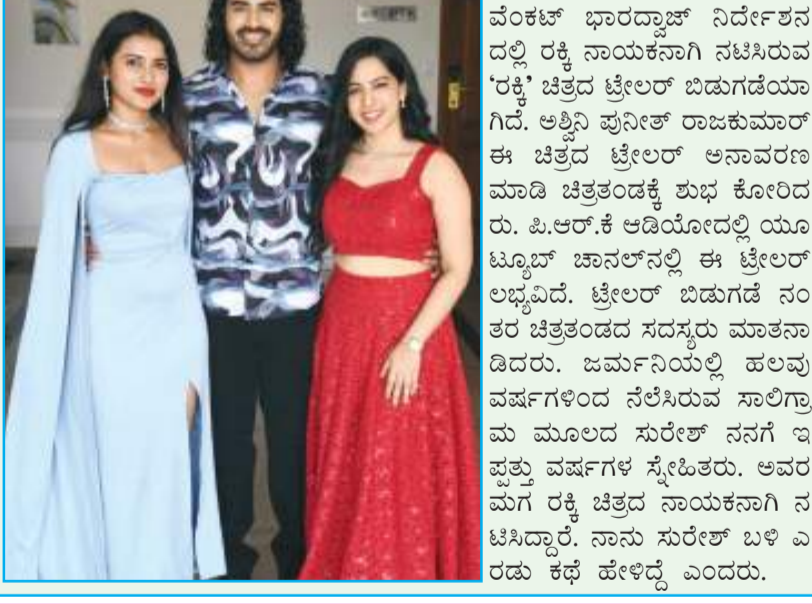 ವೆಂಕಟ್ ಭಾರದ್ವಾಜ್ ನಿರ್ದೇಶನ
ದಲ್ಲಿ ರಕ್ಕಿ ನಾಯಕನಾಗಿ ನಟಿಸಿರುವ
‘ರಕ್ಕಿ’ ಚಿತ್ರದ ಟ್ರೇಲರ್ ಬಿಡುಗಡೆಯಾ
ಗಿದೆ. ಅಶ್ವಿನಿ ಪುನೀತ್ ರಾಜಕುಮಾರ್
ಈ ಚಿತ್ರದ ಟ್ರೇಲರ್ ಅನಾವರಣ
ಮಾಡಿ ಚಿತ್ರತಂಡಕ್ಕೆ ಶುಭ ಕೋರಿದ
ರು. ಪಿ.ಆರ್.ಕೆ ಆಡಿಯೋದಲ್ಲಿ ಯೂ
ಟ್ಯೂಬ್ ಚಾನಲ್‌ನಲ್ಲಿ ಈ ಟ್ರೇಲರ್
ಲಭ್ಯವಿದೆ. ಟ್ರೇಲರ್ ಬಿಡುಗಡೆ ನಂ
ತರ ಚಿತ್ರತಂಡದ ಸದಸ್ಯರು ಮಾತನಾ
ಡಿದರು. ಜರ್ಮನಿಯಲ್ಲಿ ಹಲವು
ವರ್ಷಗಳಿಂದ ನೆಲೆಸಿರುವ ಸಾಲಿಗ್ರಾ
ಮ ಮೂಲದ ಸುರೇಶ್ ನನಗೆ ಇ
ಪ್ಪತ್ತು ವರ್ಷಗಳ ಸ್ನೇಹಿತರು. ಅವರ
ಮಗ ರಕ್ಕಿ ಚಿತ್ರದ ನಾಯಕನಾಗಿ ನ
ಟಿಸಿದ್ದಾರೆ. ನಾನು ಸುರೇಶ್ ಬಳಿ ಎ
ರಡು ಕಥೆ ಹೇಳಿದ್ದೆ ಎಂದರು.